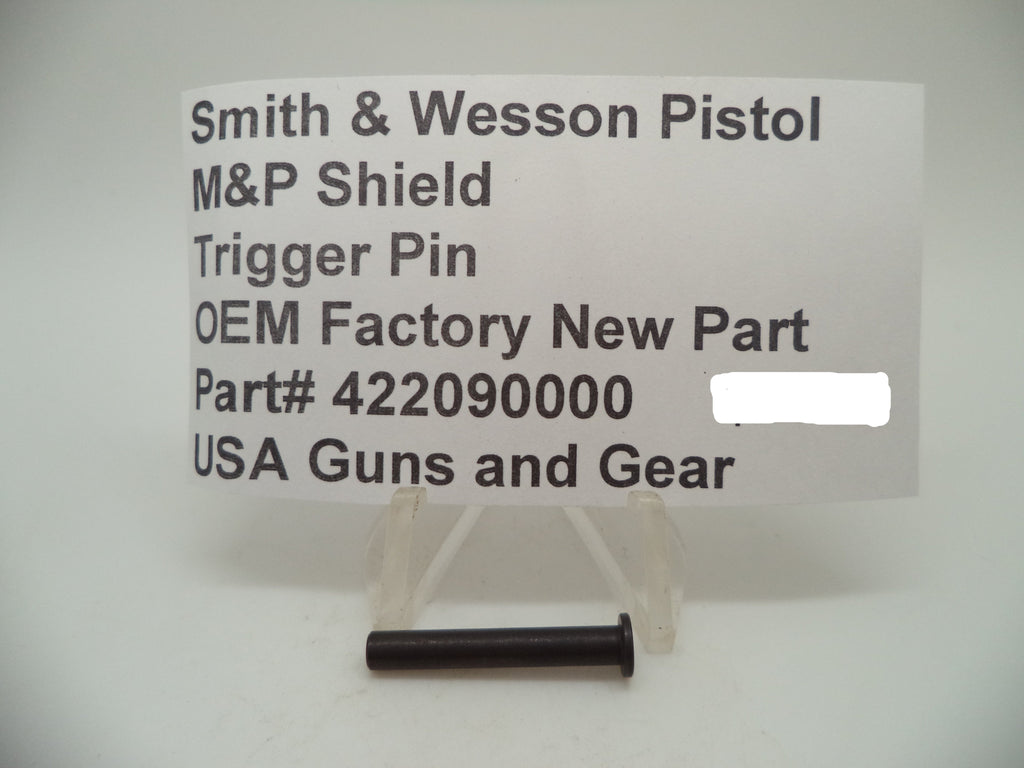 Smith & Wesson Pistol
M&P Shield
Trigger Pin
OEM Factory New Part
Part# 422090000
USA Guns and Gear